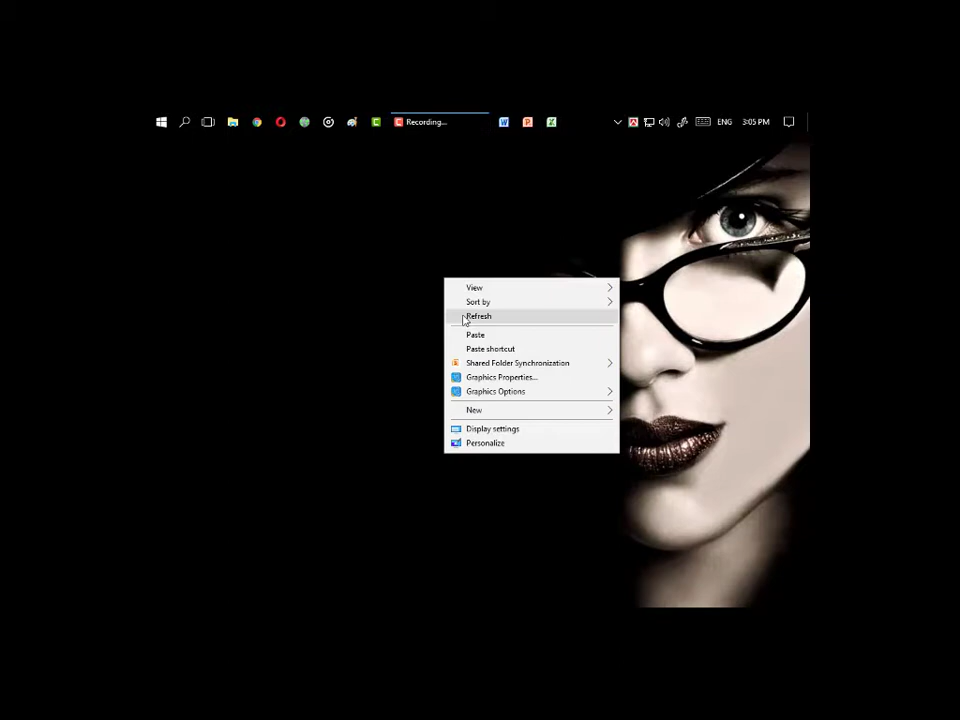 Recording...
ENG
3:05 PM
View
Sort by
Refresh
Paste
Paste shortcut
Shared Folder Synchronization
Graphics Properties...
Graphics Options
New
Display settings
Personalize